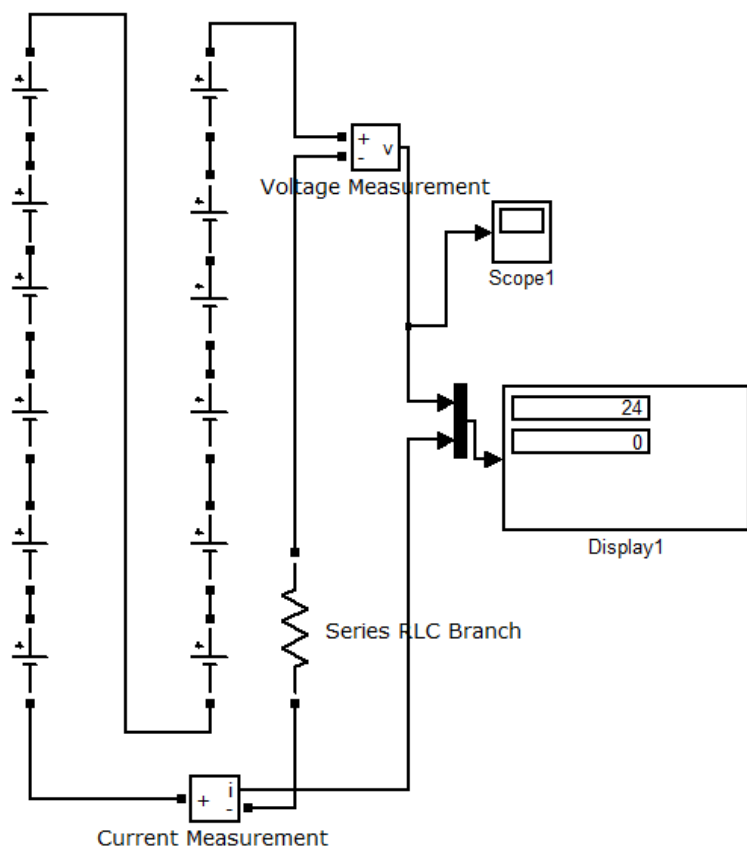 +
+
+
-
v
Voltage Measurement
+
+
Scope1
+
+
+
+
24
0
+
+
Display1
Series RLC Branch
+
+
+
i
-
Current Measurement